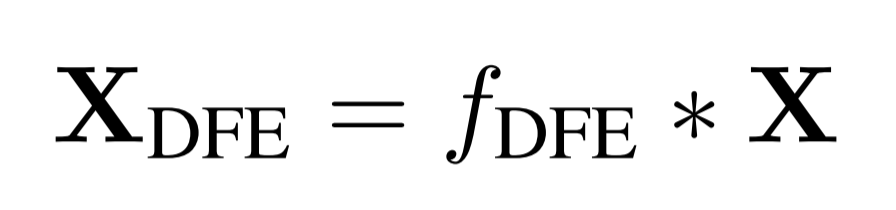 X_DFE = f_DFE * X